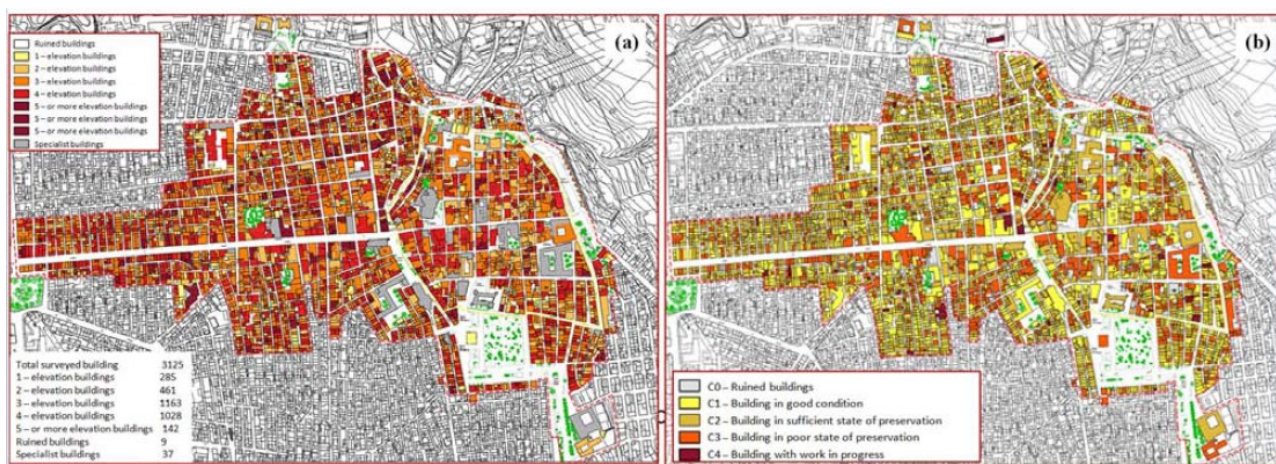 (a)
Ruined buildings
1 – elevation buildings
2 – elevation buildings
3 – elevation buildings
4 – elevation buildings
5 – or more elevation buildings
5 – or more elevation buildings
5 – or more elevation buildings
Specialist buildings
Total surveyed building 3125
1 – elevation buildings 285
2 – elevation buildings 461
3 – elevation buildings 1163
4 – elevation buildings 1028
5 – or more elevation buildings 142
Ruined buildings 9
Specialist buildings 37
(b)
C0 – Ruined buildings
C1 – Building in good condition
C2 – Building in sufficient state of preservation
C3 – Building in poor state of preservation
C4 – Building with work in progress